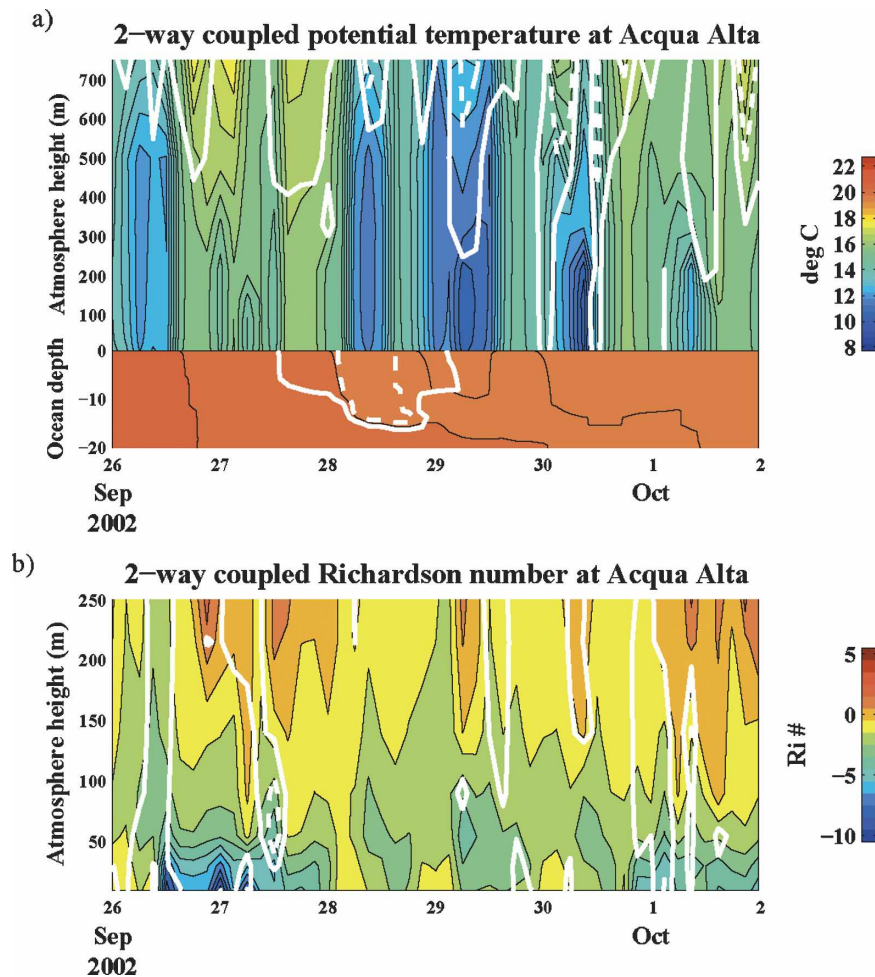 a)
2−way coupled potential temperature at Acqua Alta
Atmosphere height (m)
700
600
500
400
300
200
100
0
Ocean depth
−10
−20
26 27 28 29 30 1 2
Sep Oct
2002
22
20
18
16
14
12
10
8
deg C
b)
2−way coupled Richardson number at Acqua Alta
Atmosphere height (m)
250
200
150
100
50
26 27 28 29 30 1 2
Sep Oct
2002
5
0
−5
−10
Ri #